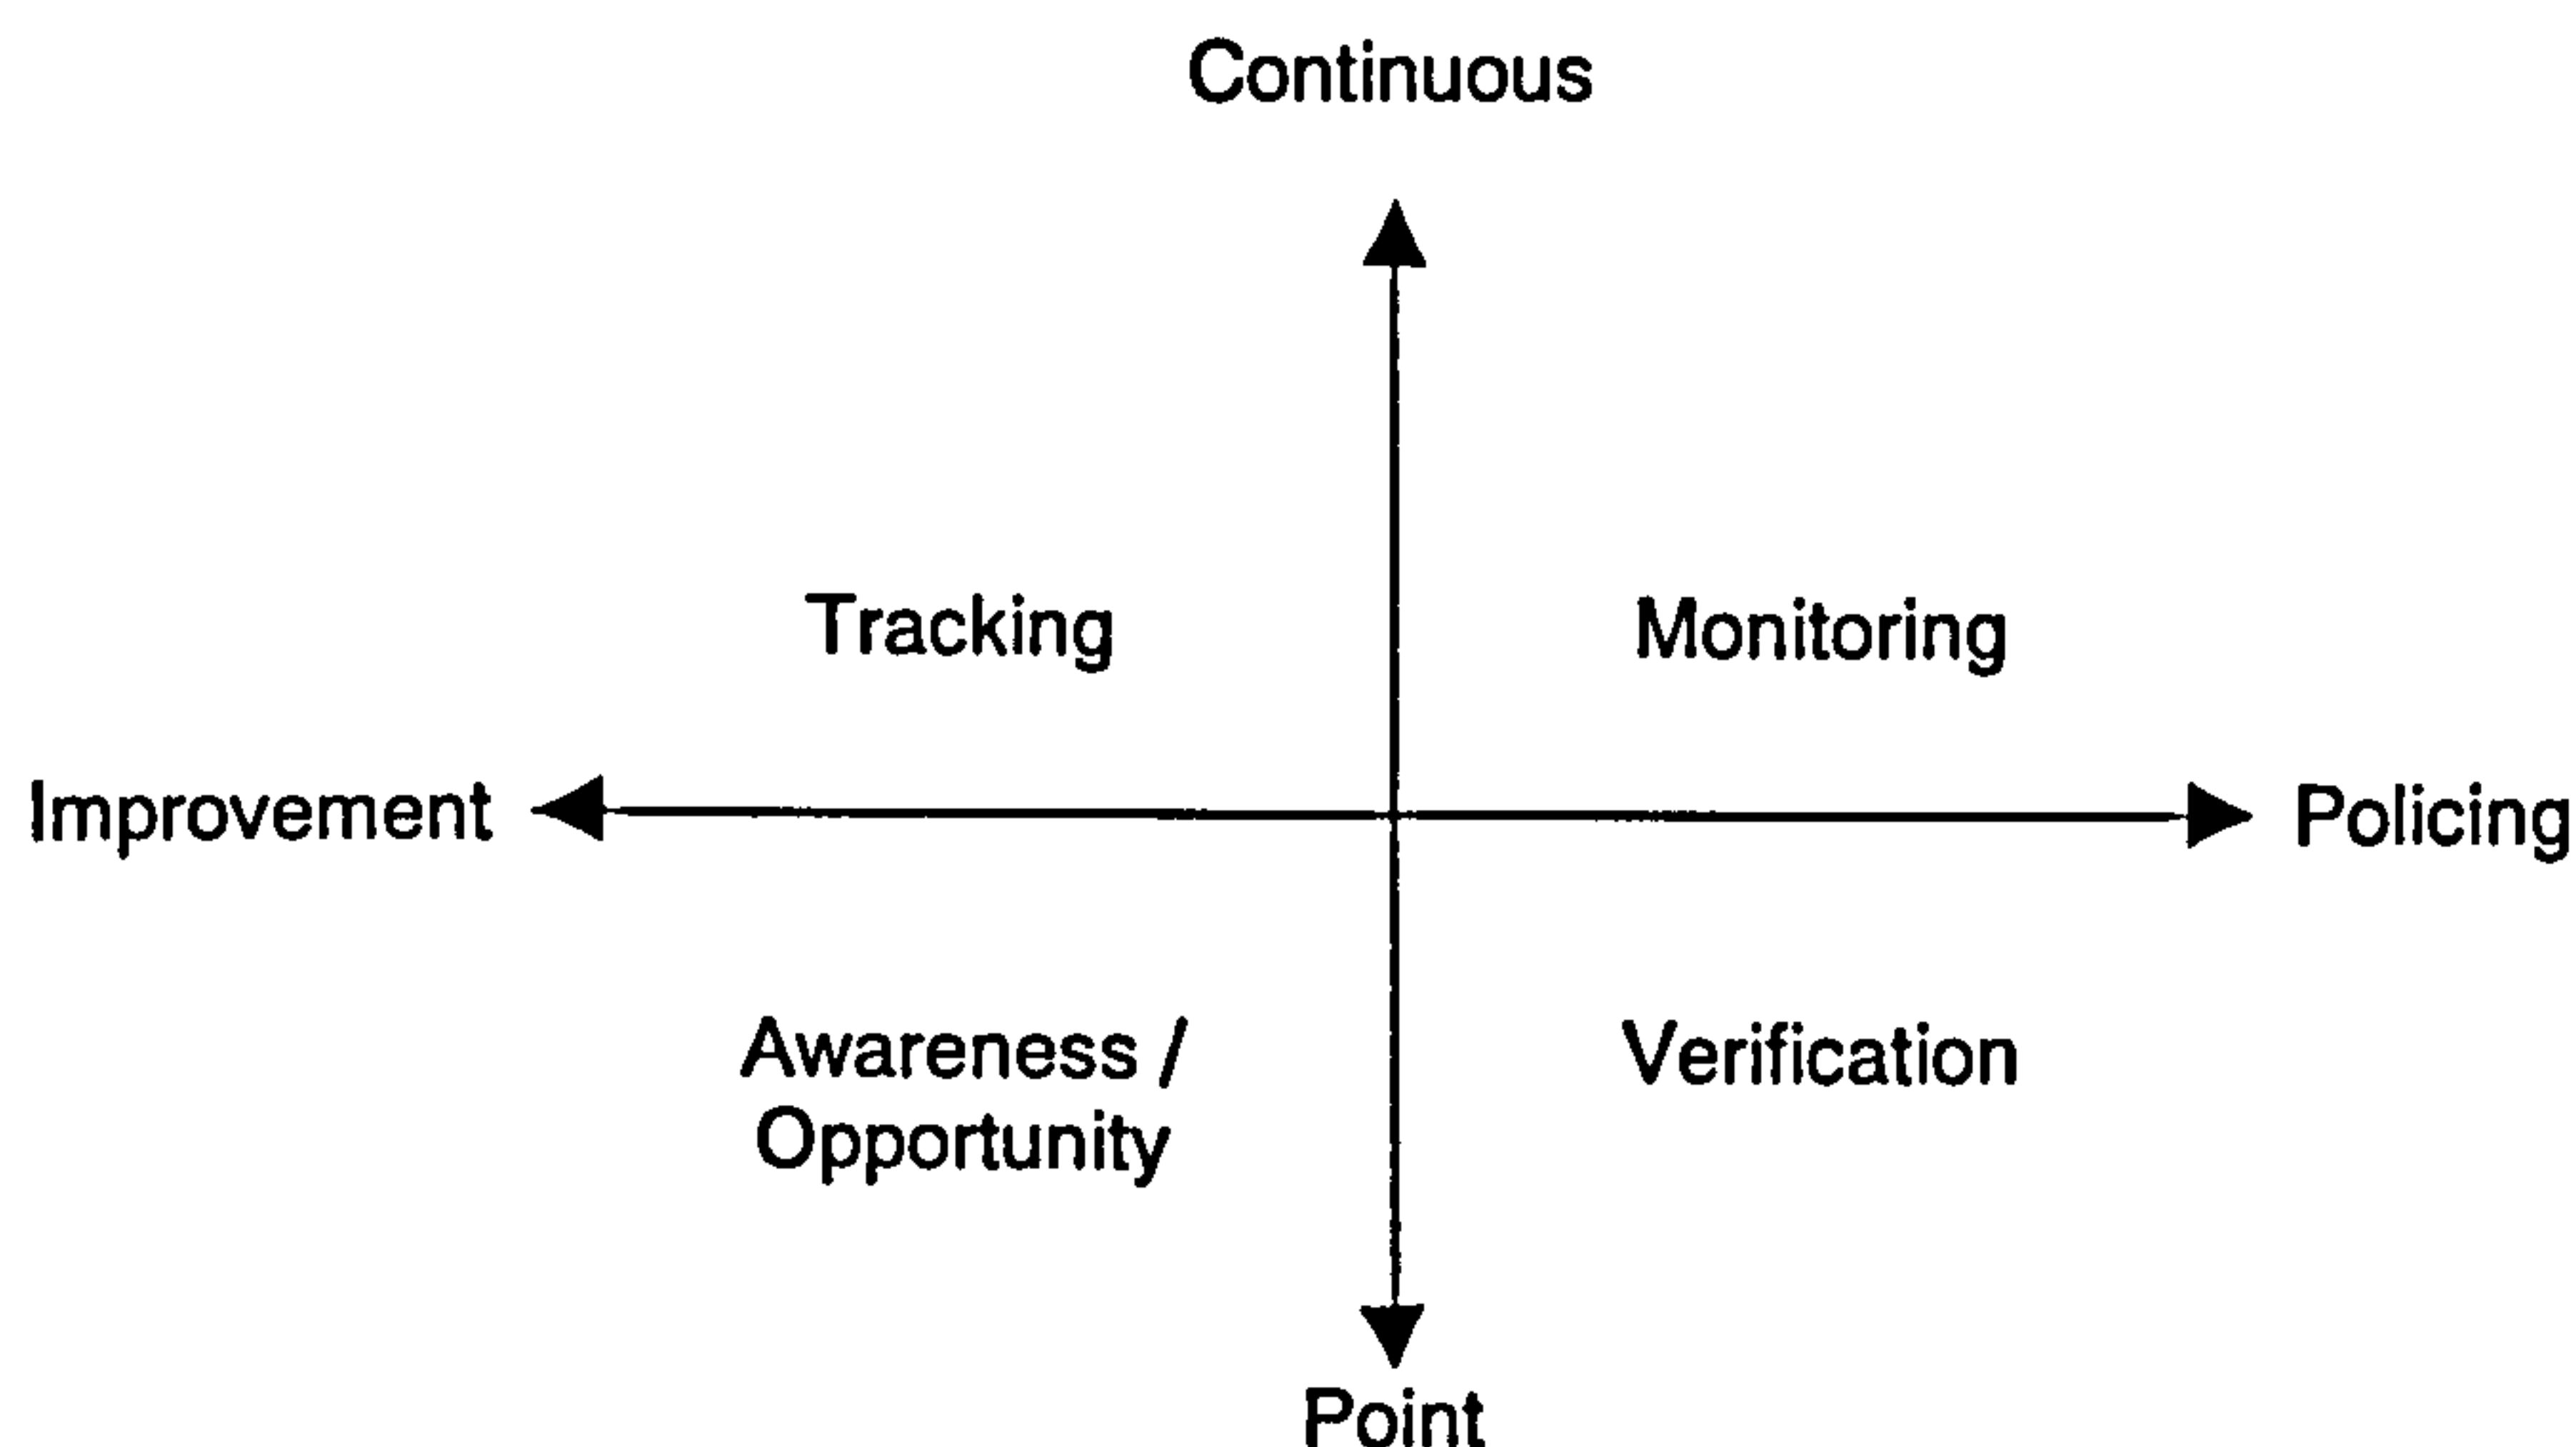 Continuous
Tracking
Monitoring
Improvement
Policing
Awareness /
Opportunity
Verification
Point